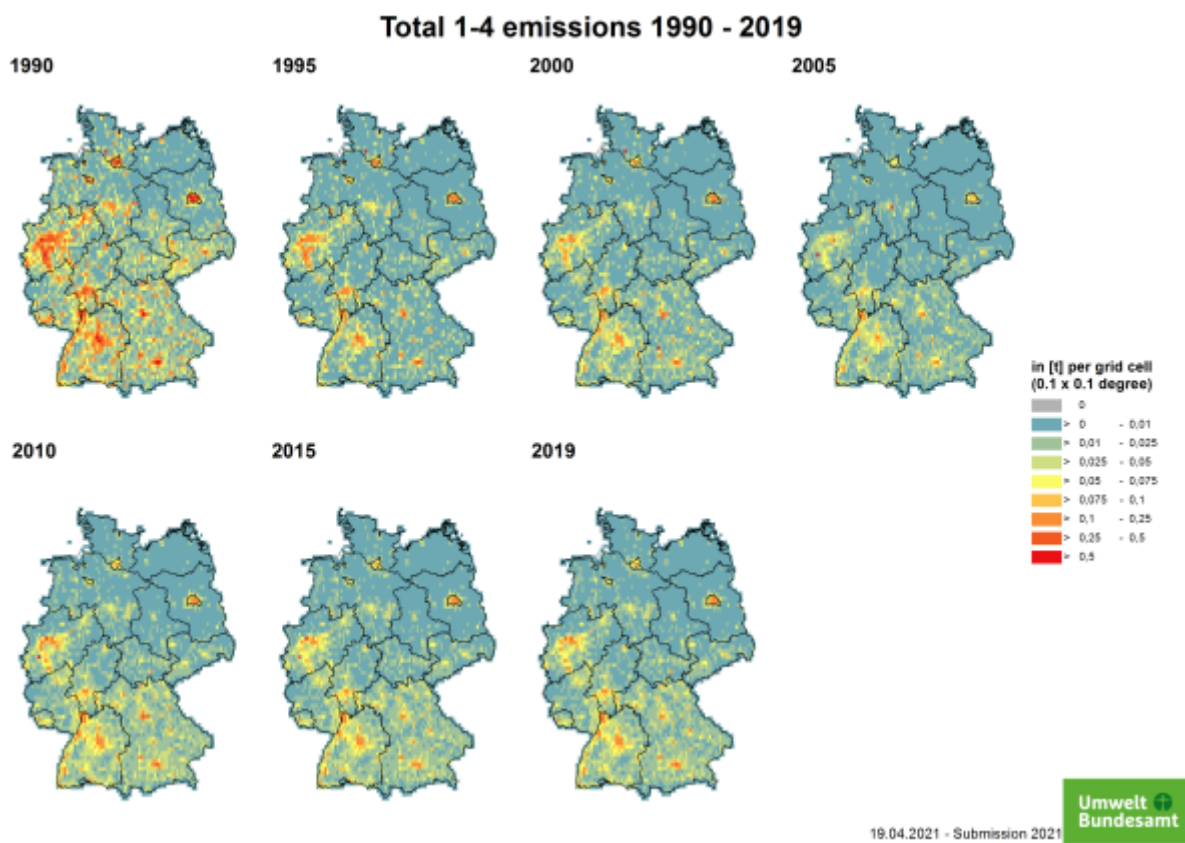 Total 1-4 emissions 1990 - 2019
1990
1995
2000
2005
2010
2015
2019
in [t] per grid cell
(0.1 x 0.1 degree)
0
> 0 - 0,01
> 0,01 - 0,025
> 0,025 - 0,05
> 0,05 - 0,075
> 0,075 - 0,1
> 0,1 - 0,25
> 0,25 - 0,5
> 0,5
19.04.2021 - Submission 2021
Umwelt
Bundesamt